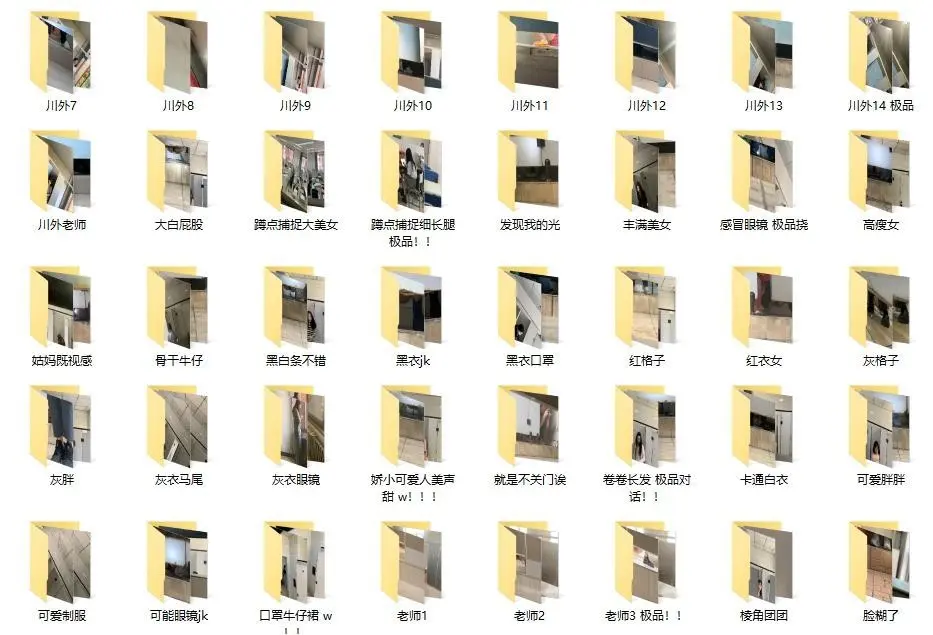 川外7
川外8
川外9
川外10
川外11
川外12
川外13
川外14 极品
川外老师
大白屁股
蹲点捕捉大美女
蹲点捕捉细长腿
极品！！
发现我的光
丰满美女
感冒眼镜 极品挠
高瘦女
姑妈既视感
骨干牛仔
黑白条不错
黑衣jk
黑衣口罩
红格子
红衣女
灰格子
灰胖
灰衣马尾
灰衣眼镜
娇小可爱人美声
甜 w！！！
就是不关门诶
卷卷长发 极品对
话！！
卡通白衣
可爱胖胖
可爱制服
可能眼镜jk
口罩牛仔裙 w
！！
老师1
老师2
老师3 极品！！
棱角团团
脸糊了